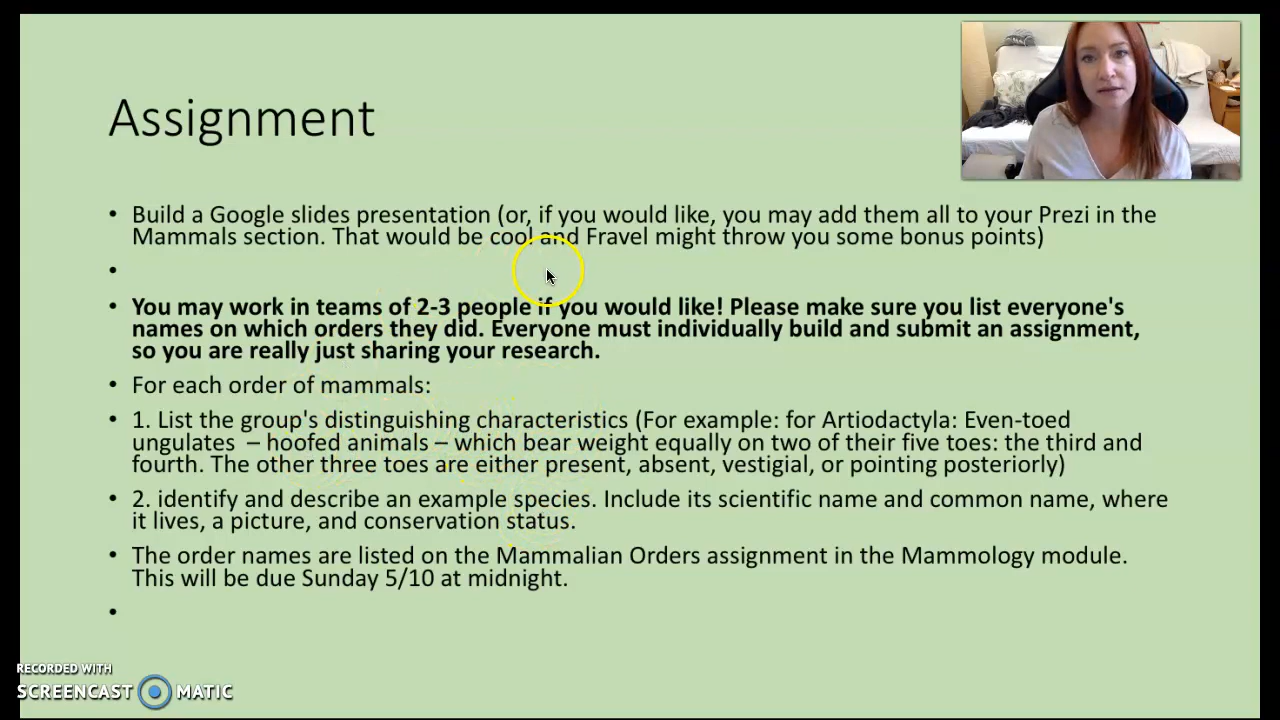 Assignment
• Build a Google slides presentation (or, if you would like, you may add them all to your Prezi in the
Mammals section. That would be cool and Fravel might throw you some bonus points)
•
• You may work in teams of 2-3 people if you would like! Please make sure you list everyone's
names on which orders they did. Everyone must individually build and submit an assignment,
so you are really just sharing your research.
• For each order of mammals:
• 1. List the group's distinguishing characteristics (For example: for Artiodactyla: Even-toed
ungulates – hoofed animals – which bear weight equally on two of their five toes: the third and
fourth. The other three toes are either present, absent, vestigial, or pointing posteriorly)
• 2. identify and describe an example species. Include its scientific name and common name, where
it lives, a picture, and conservation status.
• The order names are listed on the Mammalian Orders assignment in the Mammology module.
This will be due Sunday 5/10 at midnight.
•
RECORDED WITH
SCREENCAST MATIC